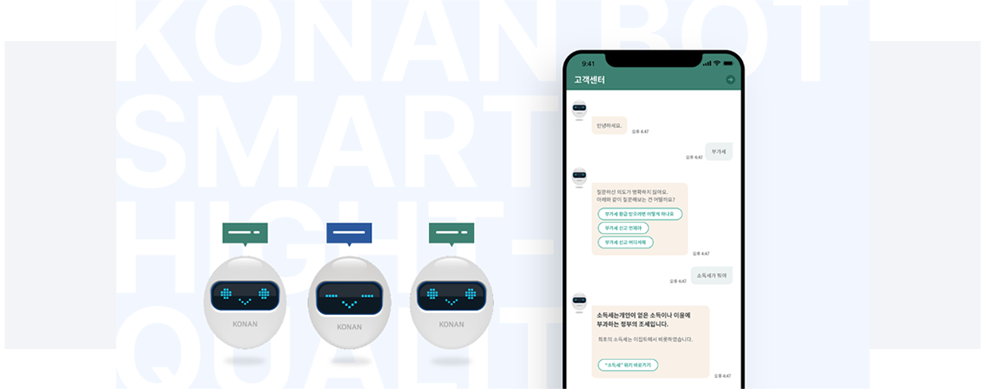 KONAN BOT
SMART
HIGHT-
QUALIT
KONAN
KONAN
KONAN
9:41
고객센터
안녕하세요.
오후 4:47
부가세
오후 4:47
질문하신 의도가 명확하지 않아요.
아래와 같이 질문해보는 건 어떨까요?
부가세 환급 받으려면 어떻게 하나요
부가세 신고 언제와
부가세 신고 어디서해
오후 4:47
소득세가 뭐야
오후 4:47
소득세는개인이 얻은 소득이나 이윤에
부과하는 정부의 조세입니다.
최초의 소득세는 이집트에서 비롯하였습니다.
"소득세" 위키 바로가기
오후 4:47